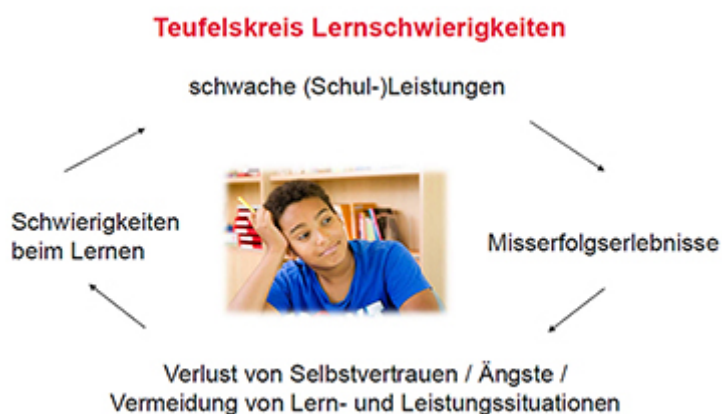 Teufelskreis Lernschwierigkeiten
schwache (Schul-)Leistungen
Schwierigkeiten
beim Lernen
Misserfolgserlebnisse
Verlust von Selbstvertrauen / Ängste /
Vermeidung von Lern- und Leistungssituationen